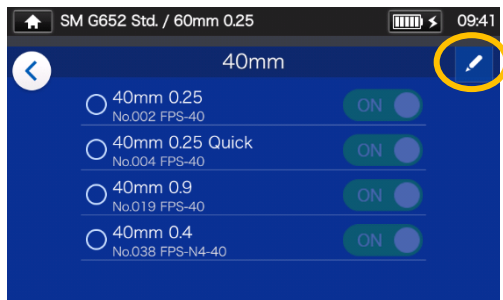 SM G652 Std. / 60mm 0.25 09:41
40mm
40mm 0.25 ON
No.002 FPS-40
40mm 0.25 Quick ON
No.004 FPS-40
40mm 0.9 ON
No.019 FPS-40
40mm 0.4 ON
No.038 FPS-N4-40